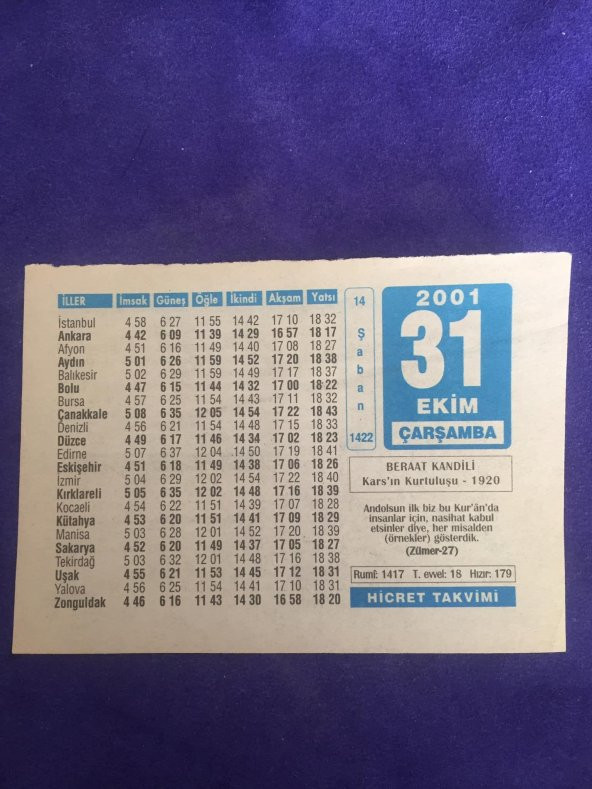 İLLER İmsak Güneş Öğle İkindi Akşam Yatsı
İstanbul 4 58 6 27 11 55 14 42 17 10 18 32
Ankara 4 42 6 09 11 39 14 29 16 57 18 17
Afyon 4 51 6 16 11 49 14 40 17 08 18 27
Aydın 5 01 6 26 11 59 14 52 17 20 18 38
Balıkesir 5 02 6 29 11 59 14 49 17 17 18 37
Bolu 4 47 6 15 11 44 14 32 17 00 18 22
Bursa 4 57 6 25 11 54 14 43 17 11 18 32
Çanakkale 5 08 6 35 12 05 14 54 17 22 18 43
Denizli 4 56 6 21 11 54 14 48 17 15 18 33
Düzce 4 49 6 17 11 46 14 34 17 02 18 23
Edirne 5 07 6 37 12 04 14 50 17 19 18 41
Eskişehir 4 51 6 18 11 49 14 38 17 06 18 26
İzmir 5 04 6 29 12 02 14 54 17 22 18 40
Kırklareli 5 05 6 35 12 02 14 48 17 16 18 39
Kocaeli 4 54 6 22 11 51 14 39 17 07 18 28
Kütahya 4 53 6 20 11 51 14 41 17 09 18 29
Manisa 5 03 6 28 12 01 14 52 17 20 18 39
Sakarya 4 52 6 20 11 49 14 37 17 05 18 27
Tekirdağ 5 03 6 32 12 01 14 48 17 16 18 38
Uşak 4 55 6 21 11 53 14 45 17 12 18 31
Yalova 4 56 6 25 11 54 14 41 17 10 18 31
Zonguldak 4 46 6 16 11 43 14 30 16 58 18 20
14
Ş
a
b
a
n
1422
2001
31
EKİM
ÇARŞAMBA
BERAAT KANDİLİ
Kars'ın Kurtuluşu - 1920
Andolsun ilk biz bu Kur'ân'da
insanlar için, nasihat kabul
etsinler diye, her misalden
(örnekler) gösterdik.
(Zümer-27)
Rumî: 1417 T. evvel: 18 Hızır: 179
HİCRET TAKVİMİ